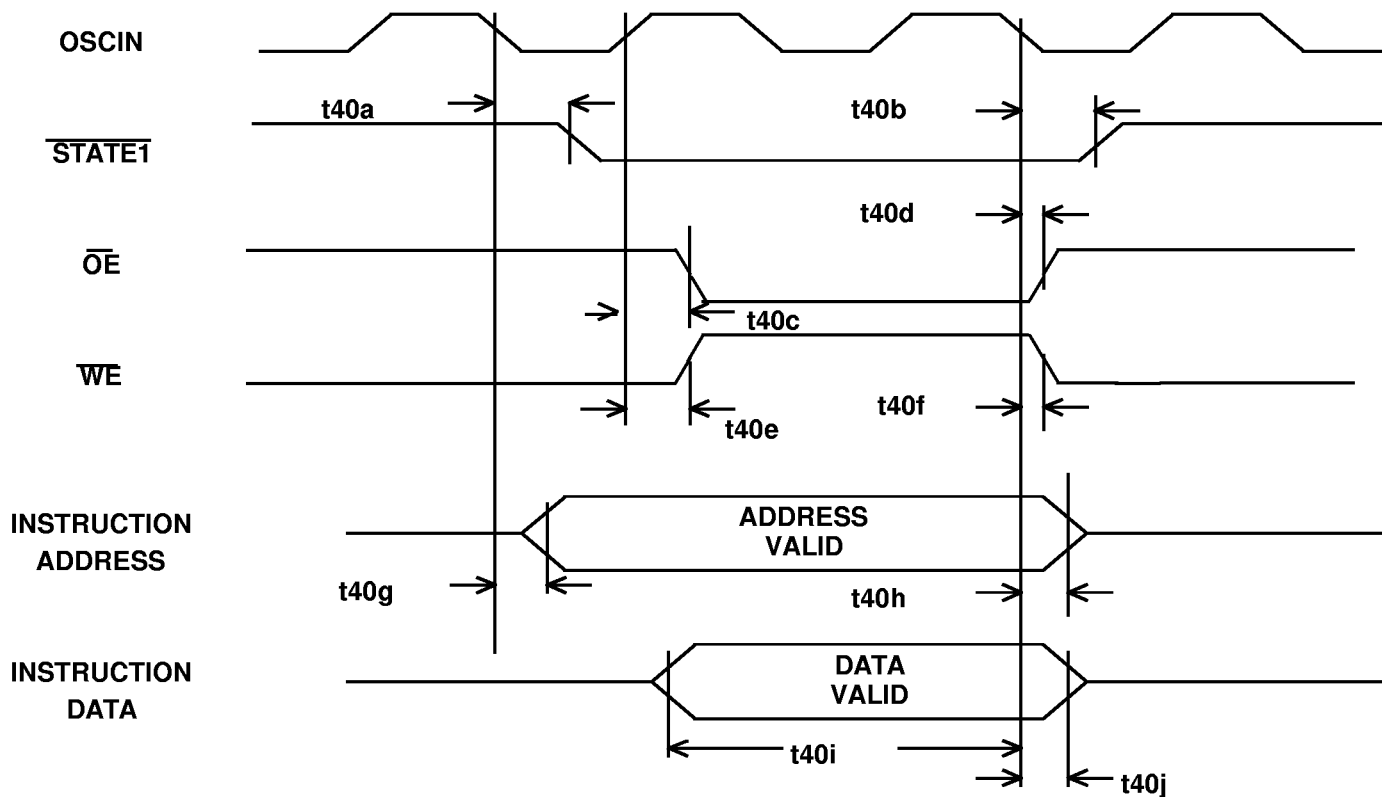 OSCIN
t40a
t40b
STATE1
t40d
OE
t40c
WE
t40f
t40e
INSTRUCTION
ADDRESS
ADDRESS
VALID
t40g
t40h
INSTRUCTION
DATA
DATA
VALID
t40i
t40j